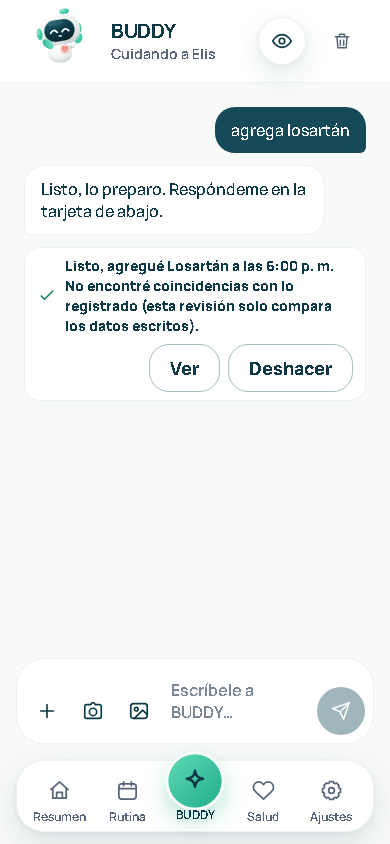 BUDDY
Cuidando a Elis
agrega losartán
Listo, lo preparo. Respóndeme en la
tarjeta de abajo.
Listo, agregué Losartán a las 6:00 p. m.
No encontré coincidencias con lo
registrado (esta revisión solo compara
los datos escritos).
Ver
Deshacer
Escríbele a
BUDDY...
Resumen
Rutina
BUDDY
Salud
Ajustes